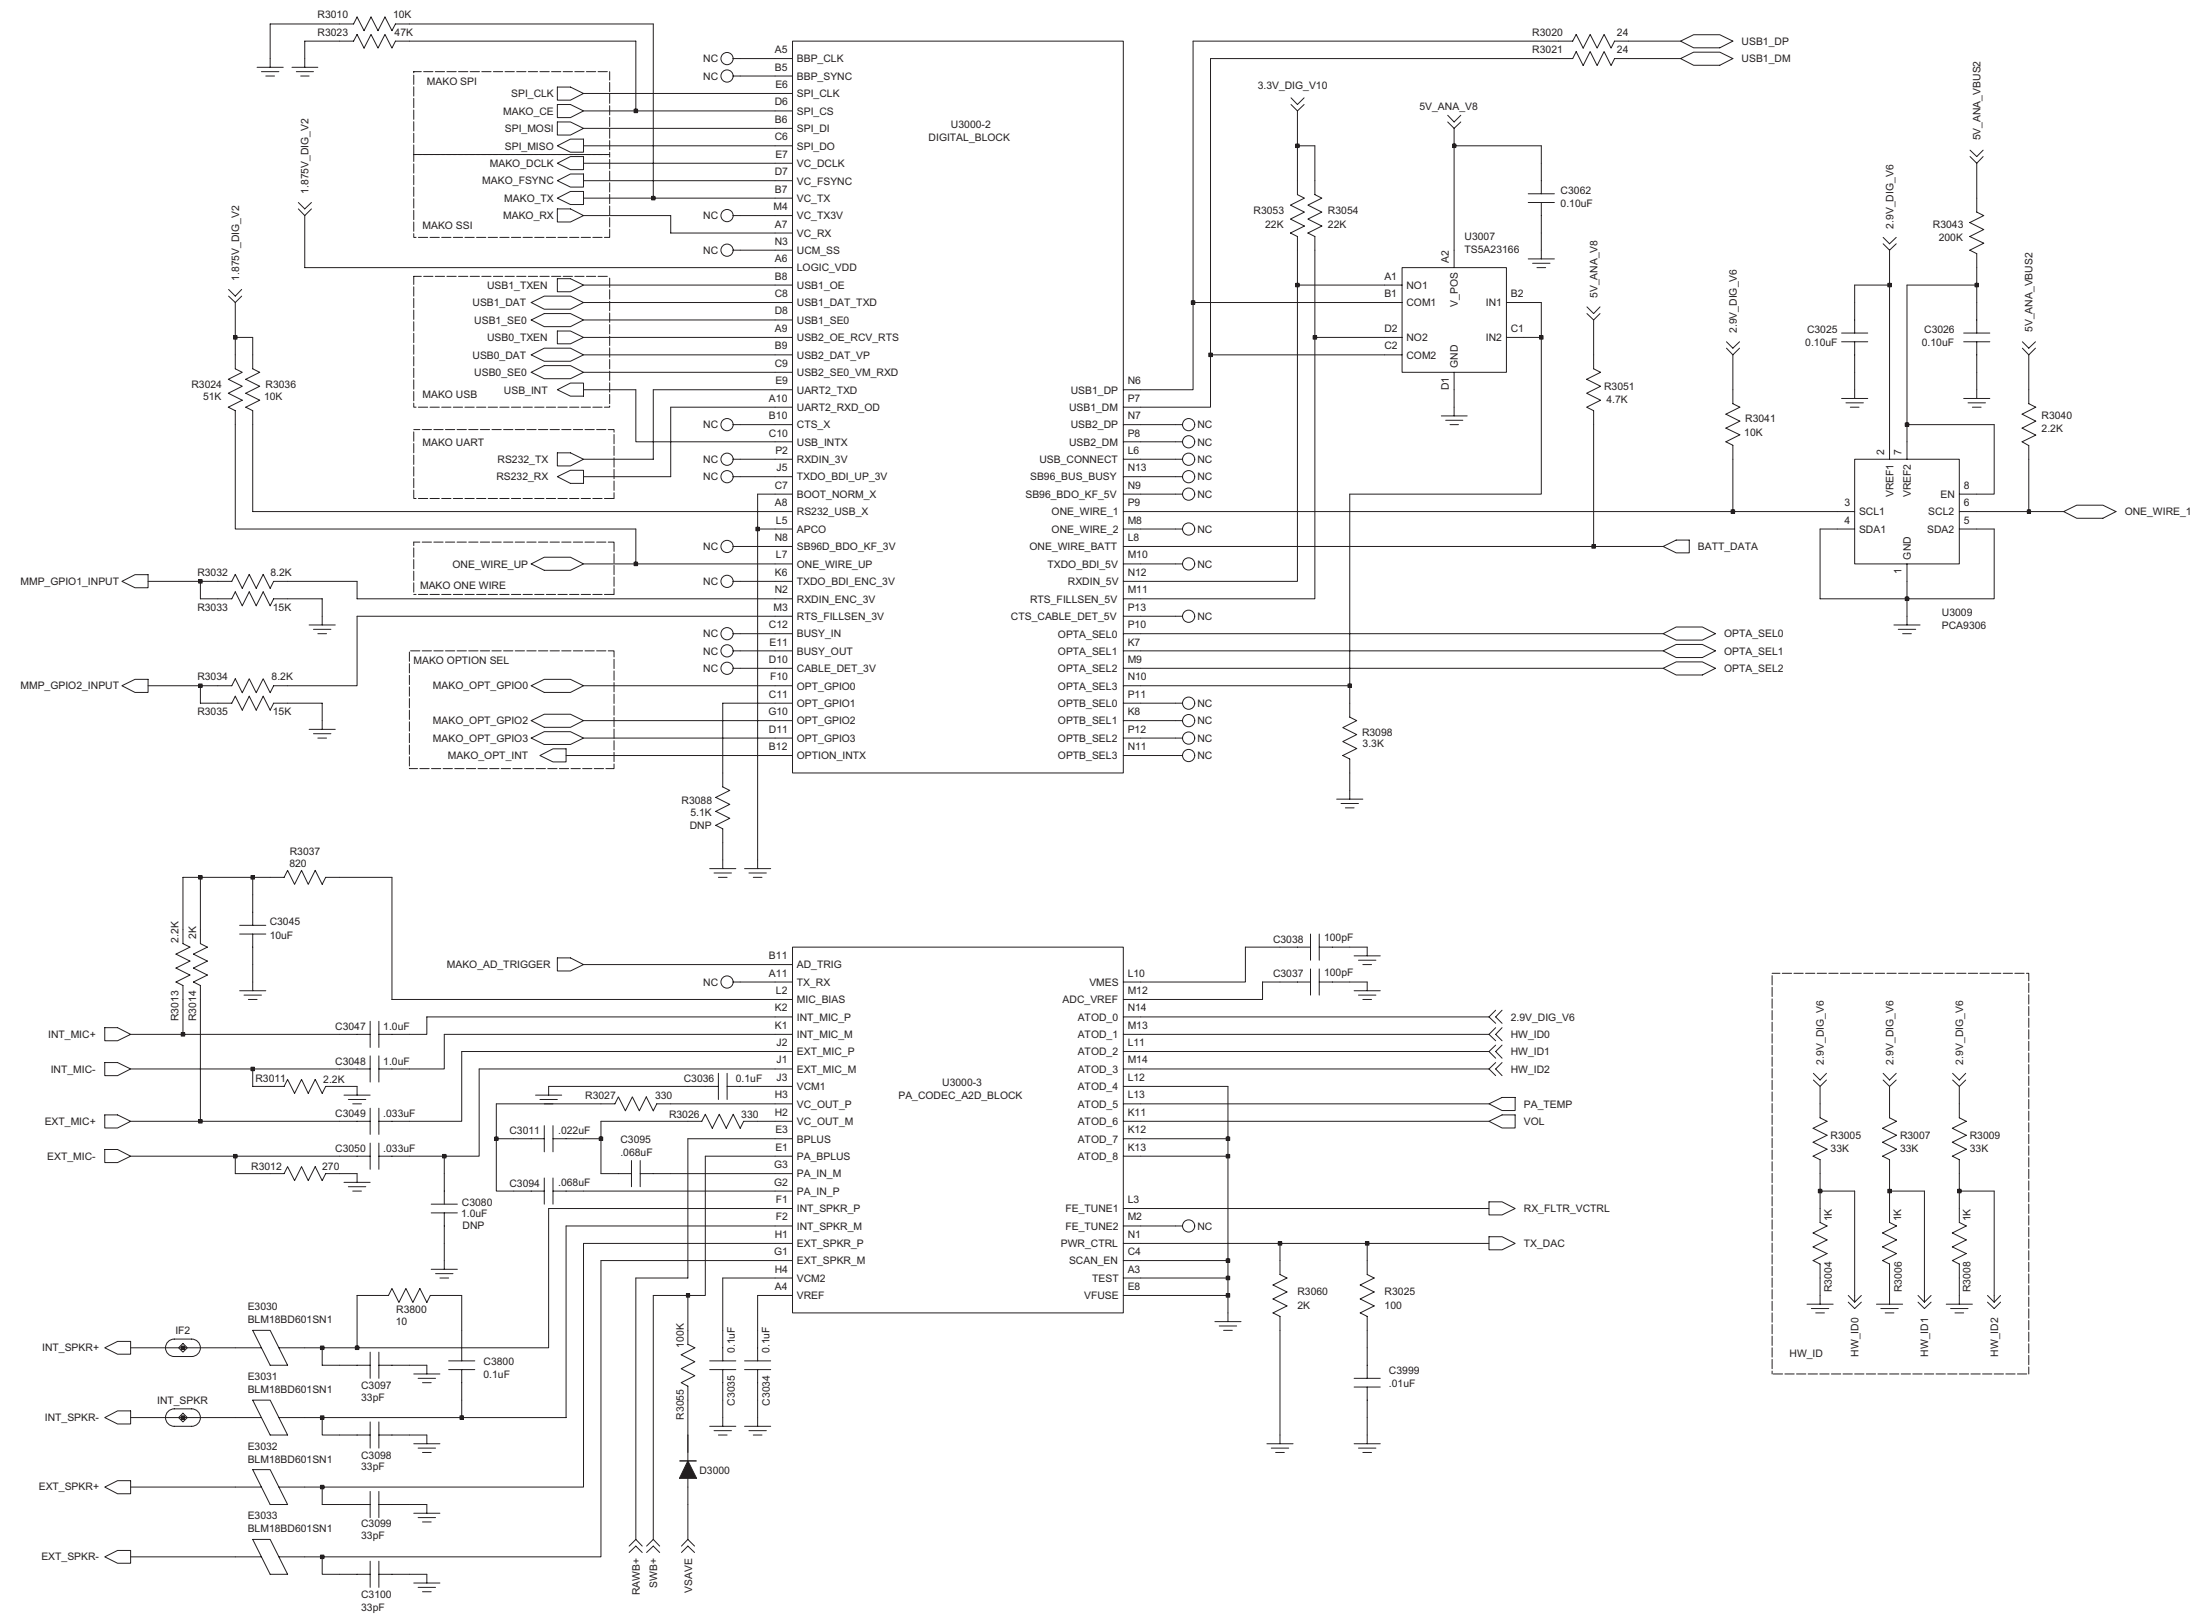 R3010 10K
R3023 47K
1.875V_DIG_V2
1.875V_DIG_V2
R3024
51K
R3036
10K
MAKO SPI
SPI_CLK
MAKO_CE
SPI_MOSI
SPI_MISO
MAKO_DCLK
MAKO_FSYNC
MAKO_TX
MAKO_RX
MAKO SSI
USB1_TXEN
USB1_DAT
USB1_SE0
USB0_TXEN
USB0_DAT
USB0_SE0
MAKO USB USB_INT
MAKO UART
RS232_TX
RS232_RX
ONE_WIRE_UP
MAKO ONE WIRE
MMP_GPIO1_INPUT
R3032 8.2K
R3033 15K
MMP_GPIO2_INPUT
R3034 8.2K
R3035 15K
MAKO OPTION SEL
MAKO_OPT_GPIO0
MAKO_OPT_GPIO2
MAKO_OPT_GPIO3
MAKO_OPT_INT
R3088
5.1K
DNP
U3000-2
DIGITAL_BLOCK
NC A5 BBP_CLK
NC B5 BBP_SYNC
E6 SPI_CLK
D6 SPI_CS
B6 SPI_DI
C6 SPI_DO
E7 VC_DCLK
D7 VC_FSYNC
B7 VC_TX
NC M4 VC_TX3V
A7 VC_RX
NC N3 UCM_SS
A6 LOGIC_VDD
B8 USB1_OE
C8 USB1_DAT_TXD
D8 USB1_SE0
A9 USB2_OE_RCV_RTS
B9 USB2_DAT_VP
C9 USB2_SE0_VM_RXD
E9 UART2_TXD
A10 UART2_RXD_OD
NC B10 CTS_X
C10 USB_INTX
NC P2 RXDIN_3V
NC J5 TXDO_BDI_UP_3V
C7 BOOT_NORM_X
A8 RS232_USB_X
L5 APCO
NC N8 SB96D_BDO_KF_3V
L7 ONE_WIRE_UP
NC K6 TXDO_BDI_ENC_3V
N2 RXDIN_ENC_3V
M3 RTS_FILLSEN_3V
NC C12 BUSY_IN
NC E11 BUSY_OUT
NC D10 CABLE_DET_3V
F10 OPT_GPIO0
C11 OPT_GPIO1
G10 OPT_GPIO2
D11 OPT_GPIO3
B12 OPTION_INTX
USB1_DP N6
USB1_DM P7
USB2_DP N7 NC
USB2_DM P8 NC
USB_CONNECT L6 NC
SB96_BUS_BUSY N13 NC
SB96_BDO_KF_5V N9 NC
ONE_WIRE_1 P9
ONE_WIRE_2 M8 NC
ONE_WIRE_BATT L8
TXDO_BDI_5V M10 NC
RXDIN_5V N12
RTS_FILLSEN_5V M11
CTS_CABLE_DET_5V P13 NC
OPTA_SEL0 P10
OPTA_SEL1 K7
OPTA_SEL2 M9
OPTA_SEL3 N10
OPTB_SEL0 P11 NC
OPTB_SEL1 K8 NC
OPTB_SEL2 P12 NC
OPTB_SEL3 N11 NC
R3020 24 USB1_DP
R3021 24 USB1_DM
3.3V_DIG_V10
R3053
22K
R3054
22K
5V_ANA_V8
C3062
0.10uF
U3007
TS5A23166
A2 V_POS
A1 NO1
B1 COM1
D2 NO2
C2 COM2
B2 IN1
C1 IN2
D1 GND
5V_ANA_V8
R3051
4.7K
2.9V_DIG_V6
R3041
10K
2.9V_DIG_V6
5V_ANA_VBUS2
R3043
200K
C3025
0.10uF
C3026
0.10uF
5V_ANA_VBUS2
R3040
2.2K
2 VREF1
7 VREF2
8 EN
3 SCL1
6 SCL2
4 SDA1
5 SDA2
1 GND
U3009
PCA9306
ONE_WIRE_1
BATT_DATA
OPTA_SEL0
OPTA_SEL1
OPTA_SEL2
R3098
3.3K
R3037
820
C3045
10uF
R3013 2.2K
R3014 2K
INT_MIC+
C3047 1.0uF
INT_MIC-
C3048 1.0uF
R3011 2.2K
EXT_MIC+
C3049 .033uF
EXT_MIC-
C3050 .033uF
R3012 270
C3080
1.0uF
DNP
MAKO_AD_TRIGGER
C3036 0.1uF
R3027 330
R3026 330
C3011 .022uF
C3095
.068uF
C3094 .068uF
U3000-3
PA_CODEC_A2D_BLOCK
B11 AD_TRIG
NC A11 TX_RX
L2 MIC_BIAS
K2 INT_MIC_P
K1 INT_MIC_M
J2 EXT_MIC_P
J1 EXT_MIC_M
J3 VCM1
H3 VC_OUT_P
H2 VC_OUT_M
E3 BPLUS
E1 PA_BPLUS
G3 PA_IN_M
G2 PA_IN_P
F1 INT_SPKR_P
F2 INT_SPKR_M
H1 EXT_SPKR_P
G1 EXT_SPKR_M
H4 VCM2
A4 VREF
VMES L10
ADC_VREF M12
ATOD_0 N14
ATOD_1 M13
ATOD_2 L11
ATOD_3 M14
ATOD_4 L12
ATOD_5 L13
ATOD_6 K11
ATOD_7 K12
ATOD_8 K13
FE_TUNE1 L3
FE_TUNE2 M2 NC
PWR_CTRL N1
SCAN_EN C4
TEST A3
VFUSE E8
C3038 100pF
C3037 100pF
2.9V_DIG_V6
HW_ID0
HW_ID1
HW_ID2
PA_TEMP
VOL
RX_FLTR_VCTRL
TX_DAC
R3060
2K
R3025
100
C3999
.01uF
2.9V_DIG_V6
2.9V_DIG_V6
2.9V_DIG_V6
R3005
33K
R3007
33K
R3009
33K
R3004 1K
R3006 1K
R3008 1K
HW_ID
HW_ID0
HW_ID1
HW_ID2
E3030
BLM18BD601SN1
R3800
10
INT_SPKR+
IF2
C3097
33pF
C3800
0.1uF
E3031
BLM18BD601SN1
INT_SPKR-
INT_SPKR
C3098
33pF
E3032
BLM18BD601SN1
EXT_SPKR+
C3099
33pF
E3033
BLM18BD601SN1
EXT_SPKR-
C3100
33pF
R3055 100K
C3035 0.1uF
C3034 0.1uF
D3000
RAWB+
SWB+
VSAVE